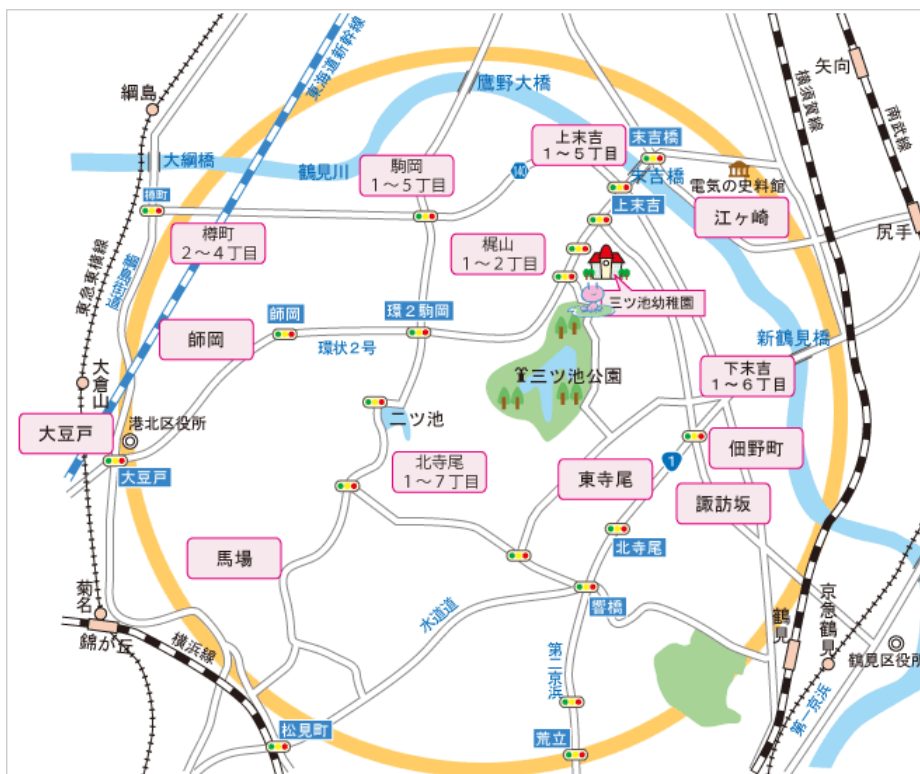 東海道新幹線
横須賀線
矢向
南武線
綱島
鷹野大橋
大綱橋
鶴見川
駒岡
1～5丁目
140
上末吉
1～5丁目
末吉橋
末吉橋
電気の史料館
樽町
上末吉
江ヶ崎
尻手
樽町
2～4丁目
梶山
1～2丁目
東急東横線
三ツ池幼稚園
師岡
師岡
環2駒岡
環状2号
新鶴見橋
大倉山
三ツ池公園
下末吉
1～6丁目
大豆戸
港北区役所
二ツ池
大豆戸
北寺尾
1～7丁目
東寺尾
1
佃野町
諏訪坂
北寺尾
馬場
菊名
水道道
響橋
錦が丘
横浜線
第二京浜
鶴見
京急鶴見
鶴見区役所
第一京浜
松見町
荒立